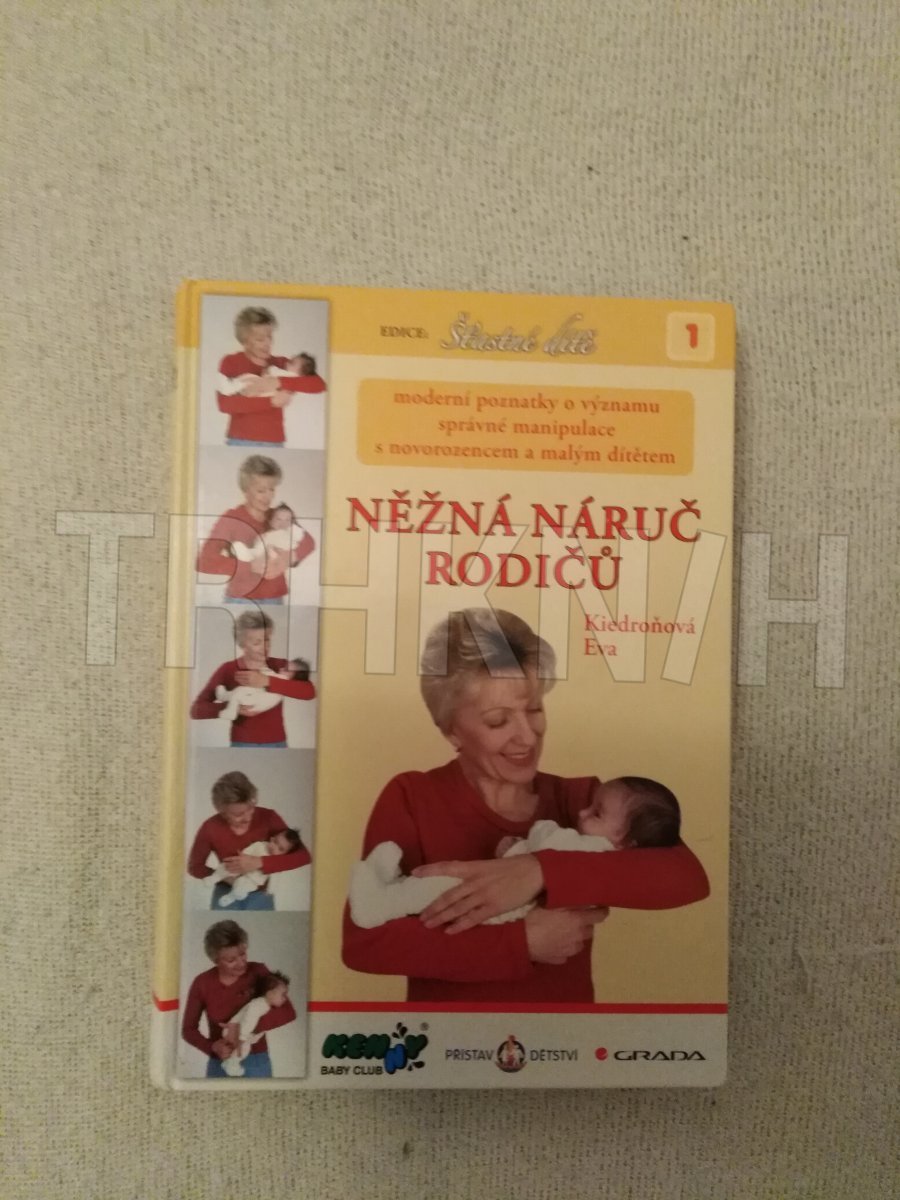 EDICE: Šťastné dítě
1
moderní poznatky o významu
správné manipulace
s novorozencem a malým dítětem
NĚŽNÁ NÁRUČ
RODIČŮ
Kiedroňová
Eva
TRHKNIH
KENNY®
BABY CLUB
PŘÍSTAV DĚTSTVÍ
GRADA